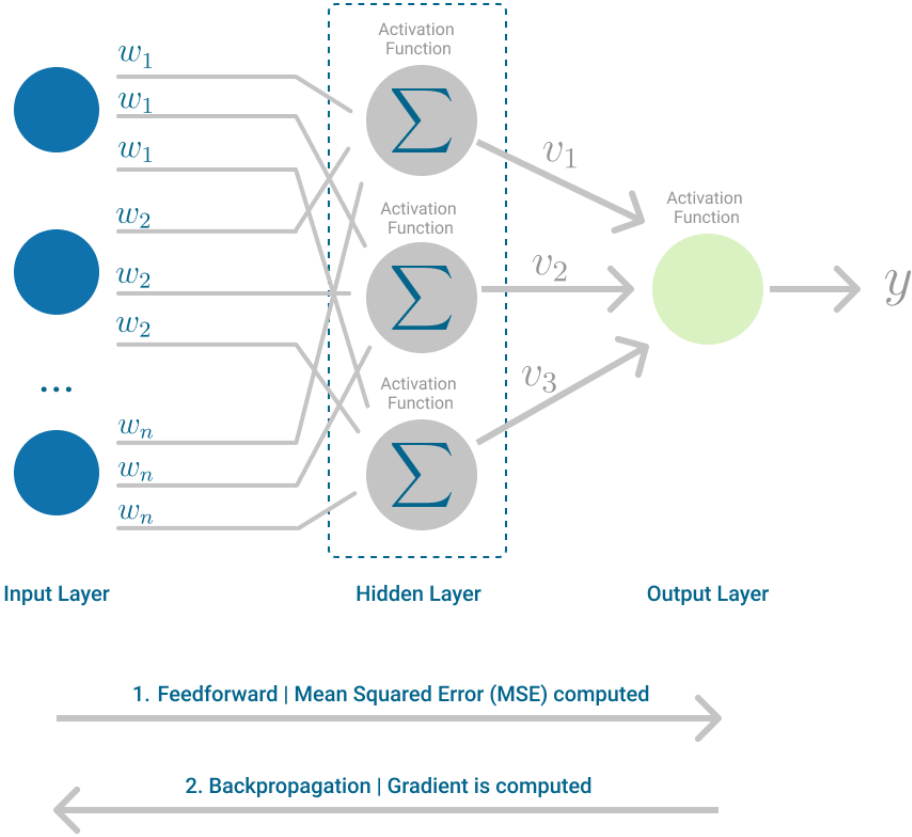 Activation
Function
w₁
w₁
w₁
w₂
w₂
w₂
...
wₙ
wₙ
wₙ
Σ
Activation
Function
Σ
Activation
Function
Σ
v₁
v₂
v₃
Activation
Function
y
Input Layer
Hidden Layer
Output Layer
1. Feedforward | Mean Squared Error (MSE) computed
2. Backpropagation | Gradient is computed